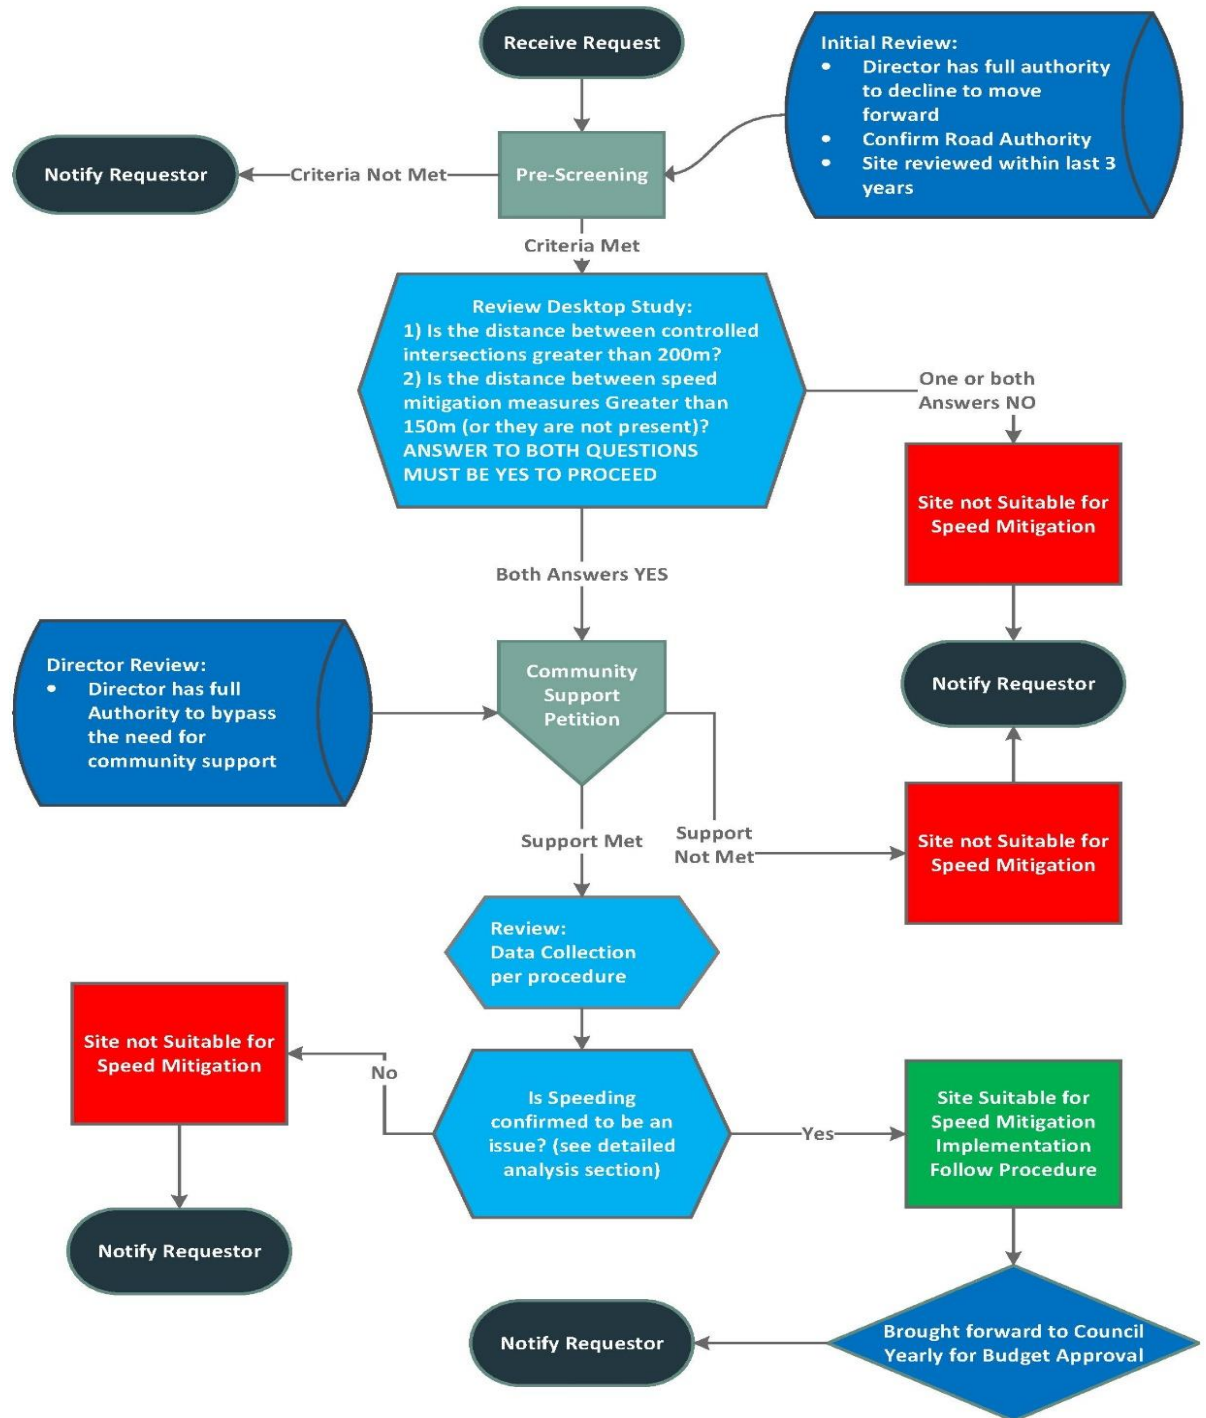 Receive Request
Initial Review:
• Director has full authority
to decline to move
forward
• Confirm Road Authority
• Site reviewed within last 3
years
Notify Requestor
Criteria Not Met
Pre-Screening
Criteria Met
Review Desktop Study:
1) Is the distance between controlled
intersections greater than 200m?
2) Is the distance between speed
mitigation measures Greater than
150m (or they are not present)?
ANSWER TO BOTH QUESTIONS
MUST BE YES TO PROCEED
One or both
Answers NO
Site not Suitable for
Speed Mitigation
Both Answers YES
Notify Requestor
Director Review:
• Director has full
Authority to bypass
the need for
community support
Community
Support
Petition
Support Met
Support
Not Met
Site not Suitable for
Speed Mitigation
Review:
Data Collection
per procedure
Site not Suitable for
Speed Mitigation
No
Is Speeding
confirmed to be an
issue? (see detailed
analysis section)
Yes
Site Suitable for
Speed Mitigation
Implementation
Follow Procedure
Notify Requestor
Notify Requestor
Brought forward to Council
Yearly for Budget Approval